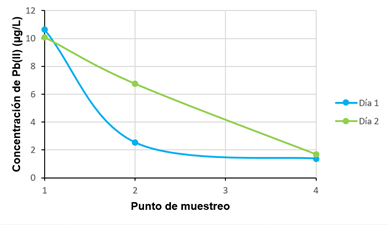 Concentración de Pb(II) (µg/L)
12
10
8
6
4
2
0
1
2
3
4
Punto de muestreo
Día 1
Día 2